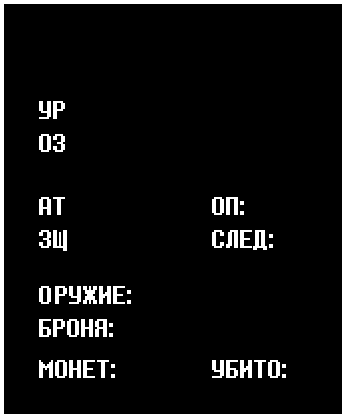 УР
ОЗ
АТ ОП:
ЗЩ СЛЕД:
ОРУЖИЕ:
БРОНЯ:
МОНЕТ: УБИТО: